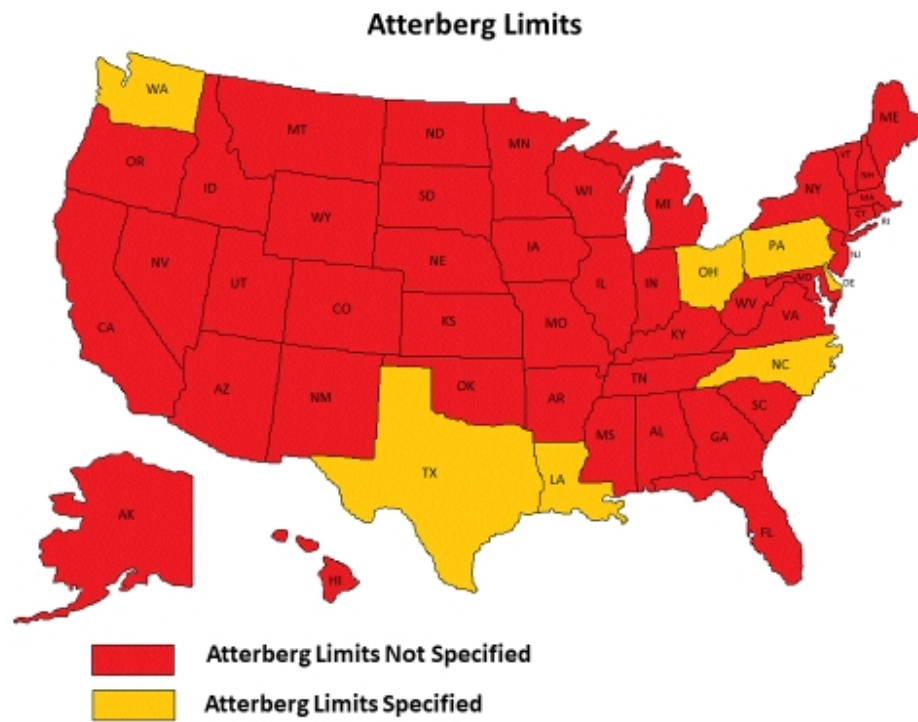 Atterberg Limits
WA
MT
ND
MN
ME
OR
ID
SD
WI
MI
VT
NH
NY
MA
CY
RI
WY
IA
PA
NJ
NV
NE
IL
IN
OH
MD
DE
UT
CO
WV
VA
CA
KS
MO
KY
NC
TN
AZ
NM
OK
AR
SC
MS
AL
GA
TX
LA
AK
FL
HI
Atterberg Limits Not Specified
Atterberg Limits Specified